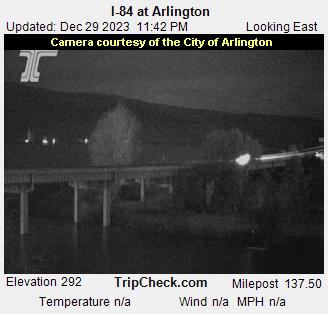 I-84 at Arlington
Updated: Dec 29 2023 11:42 PM Looking East
Camera courtesy of the City of Arlington
Elevation 292 TripCheck.com Milepost 137.50
Temperature n/a Wind n/a MPH n/a